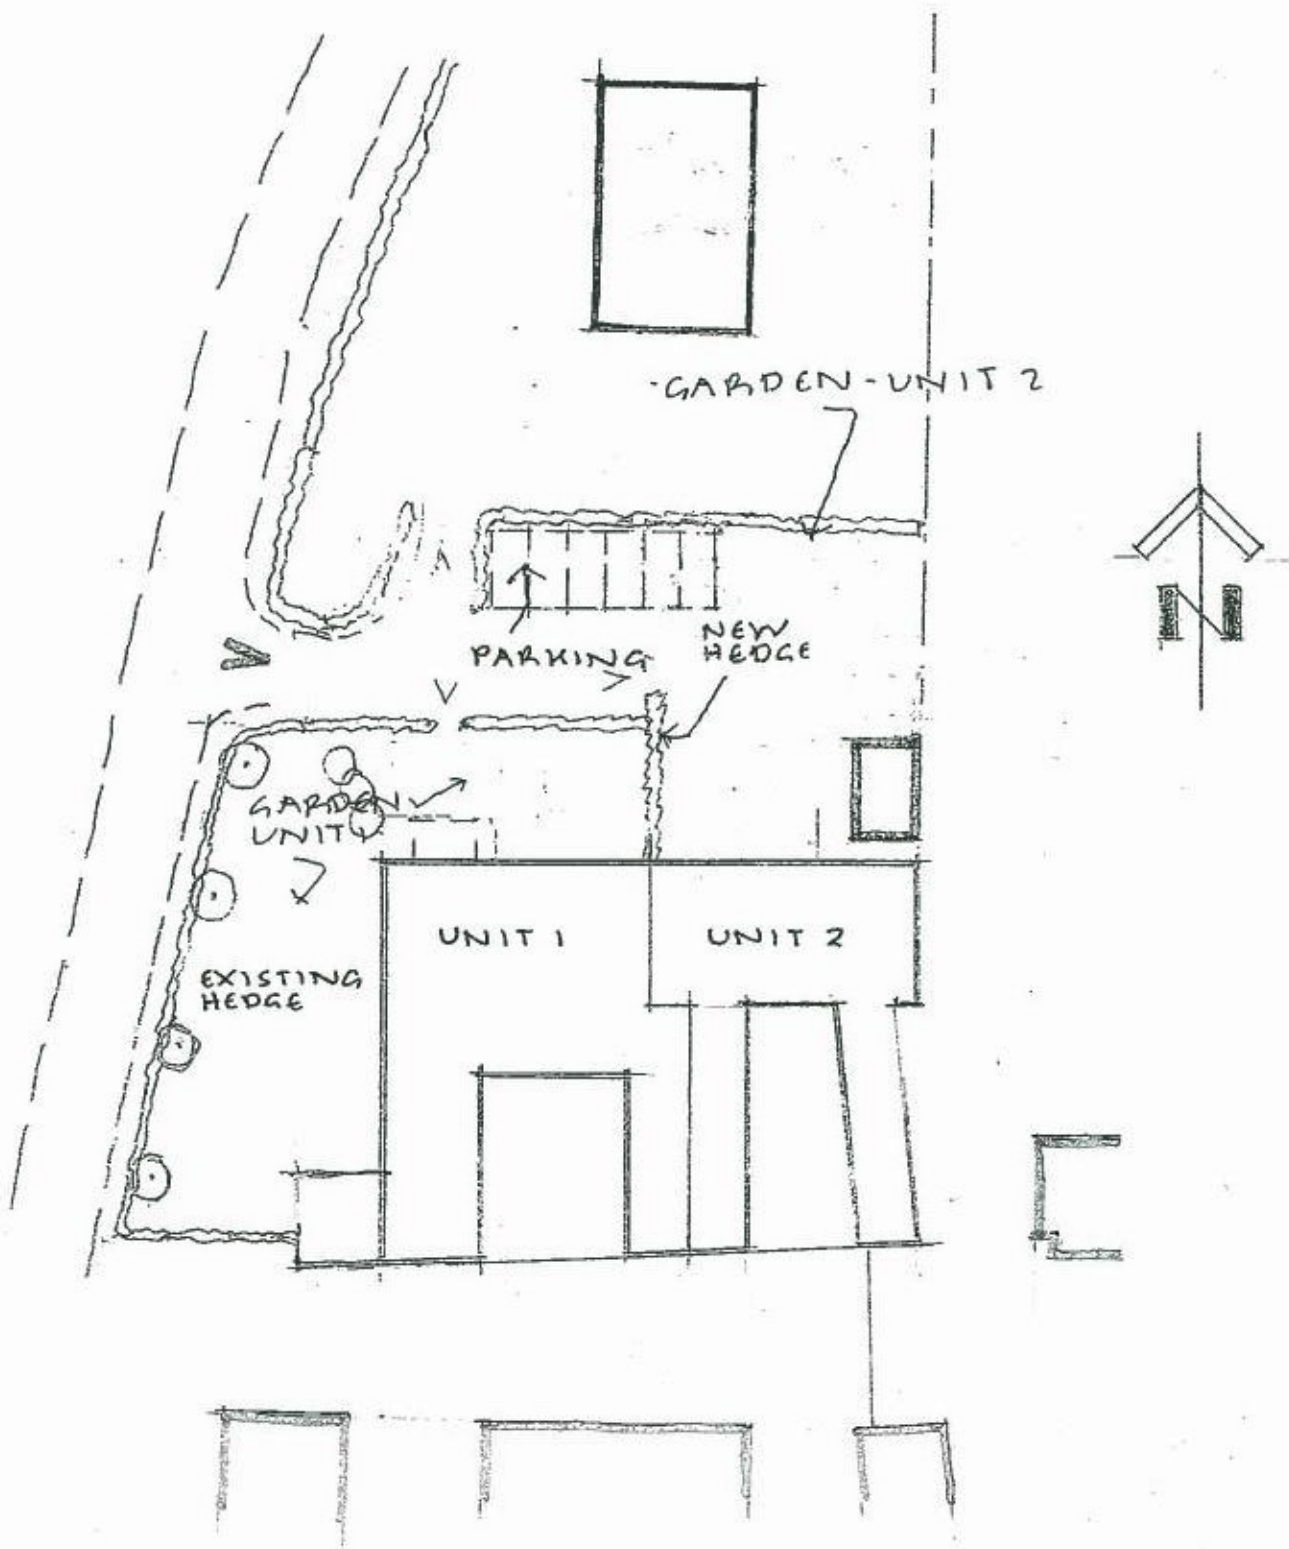 GARDEN-UNIT 2
N
NEW
HEDGE
PARKING
GARDEN
UNIT 1
UNIT 1
UNIT 2
EXISTING
HEDGE